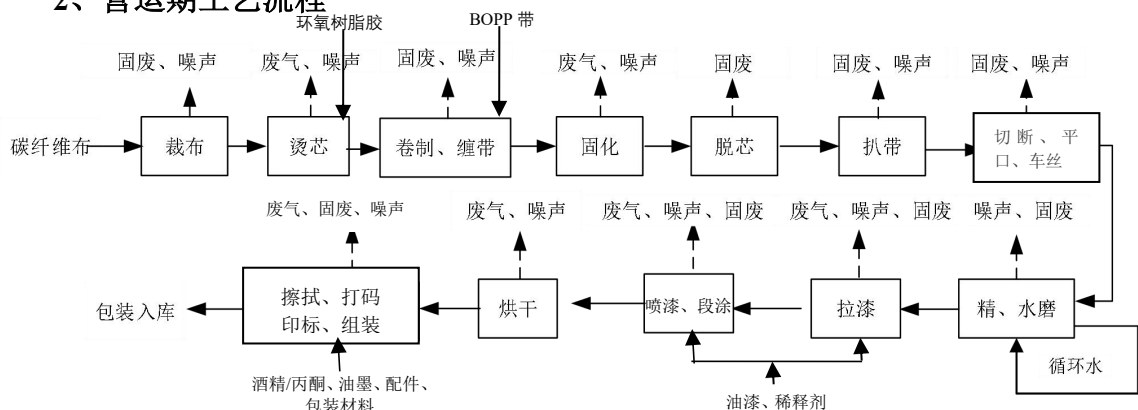 2、营运期工艺流程
环氧树脂胶
BOPP 带
固废、噪声
废气、噪声
固废、噪声
废气、噪声
固废
固废、噪声
固废、噪声
碳纤维布
裁布
烫芯
卷制、缠带
固化
脱芯
扒带
切断、平
口、车丝
废气、固废、噪声
废气、噪声
废气、噪声、固废
废气、噪声、固废
噪声、固废
包装入库
擦拭、打码
印标、组装
烘干
喷漆、段涂
拉漆
精、水磨
循环水
酒精/丙酮、油墨、配件、
包装材料
油漆、稀释剂